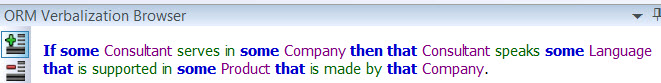 ORM Verbalization Browser
If some Consultant serves in some Company then that Consultant speaks some Language
that is supported in some Product that is made by that Company.